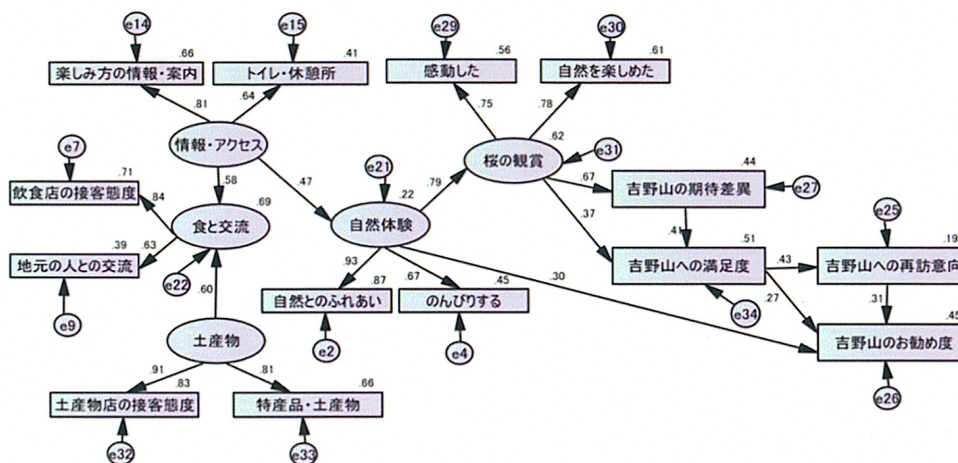 e14
e15
e29
e30
.66
.41
.56
.61
楽しみ方の情報・案内
トイレ・休憩所
感動した
自然を楽しめた
.81
.64
.75
.78
e7
情報・アクセス
.62
桜の観賞
e31
.71
飲食店の接客態度
.58
.47
e21
.79
.67
.44
吉野山の期待差異
e27
.84
.69
食と交流
.22
自然体験
.37
.41
e25
.39
地元の人との交流
.63
.51
吉野山への満足度
.43
.19
吉野山への再訪意向
e22
.60
.93
.67
.30
.87
自然とのふれあい
.45
のんびりする
e9
e34
.27
.31
土産物
e2
e4
.45
吉野山のお勧め度
.91
.83
.81
.66
土産物店の接客態度
特産品・土産物
e26
e32
e33